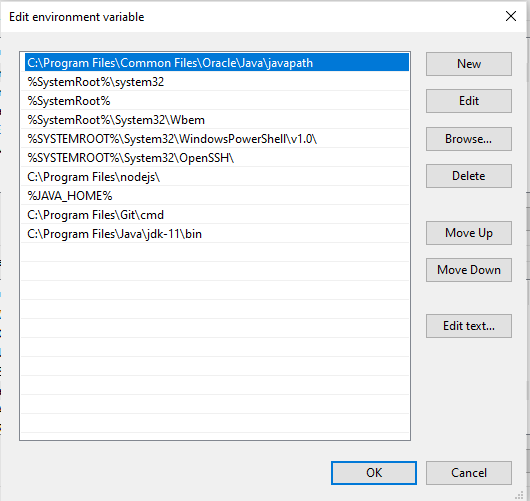 Edit environment variable
C:\Program Files\Common Files\Oracle\Java\javapath
%SystemRoot%\system32
%SystemRoot%
%SystemRoot%\System32\Wbem
%SYSTEMROOT%\System32\WindowsPowerShell\v1.0\
%SYSTEMROOT%\System32\OpenSSH\
C:\Program Files\nodejs\
%JAVA_HOME%
C:\Program Files\Git\cmd
C:\Program Files\Java\jdk-11\bin
New
Edit
Browse...
Delete
Move Up
Move Down
Edit text...
OK
Cancel